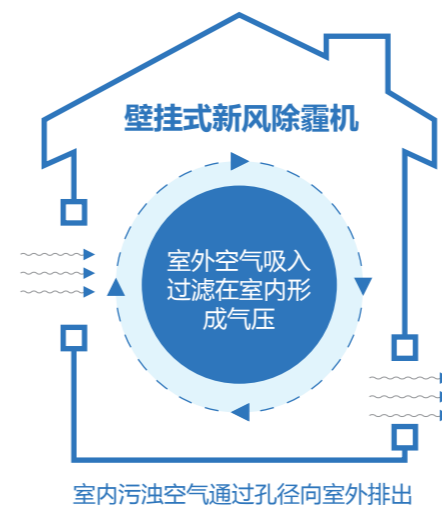 壁挂式新风除霾机
室外空气吸入
过滤在室内形
成气压
室内污浊空气通过孔径向室外排出